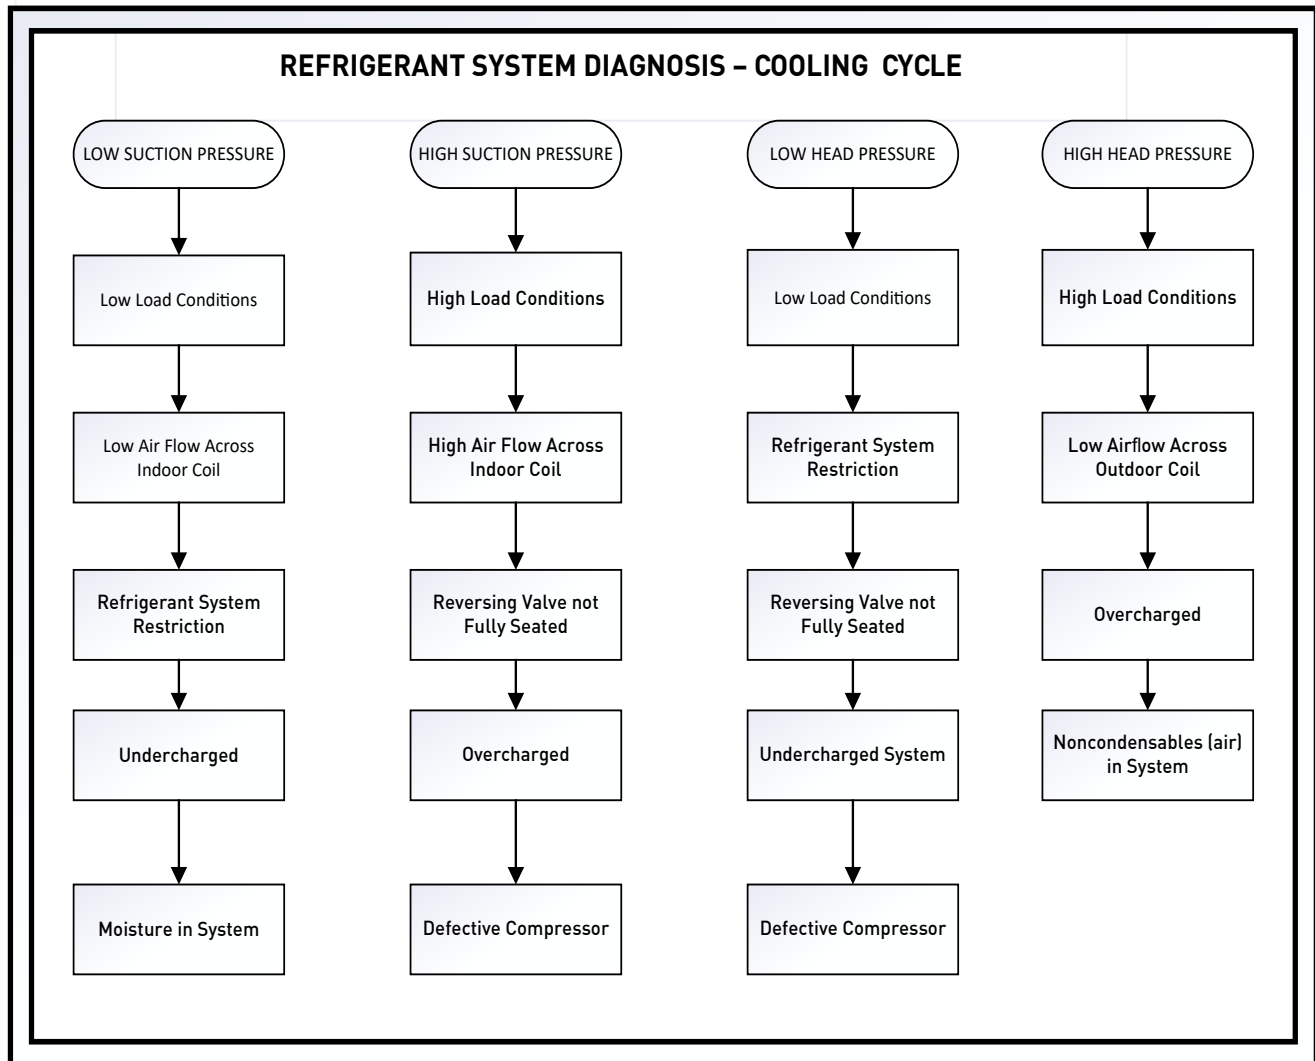 REFRIGERANT SYSTEM DIAGNOSIS – COOLING CYCLE
LOW SUCTION PRESSURE
Low Load Conditions
Low Air Flow Across
Indoor Coil
Refrigerant System
Restriction
Undercharged
Moisture in System
HIGH SUCTION PRESSURE
High Load Conditions
High Air Flow Across
Indoor Coil
Reversing Valve not
Fully Seated
Overcharged
Defective Compressor
LOW HEAD PRESSURE
Low Load Conditions
Refrigerant System
Restriction
Reversing Valve not
Fully Seated
Undercharged System
Defective Compressor
HIGH HEAD PRESSURE
High Load Conditions
Low Airflow Across
Outdoor Coil
Overcharged
Noncondensables (air)
in System